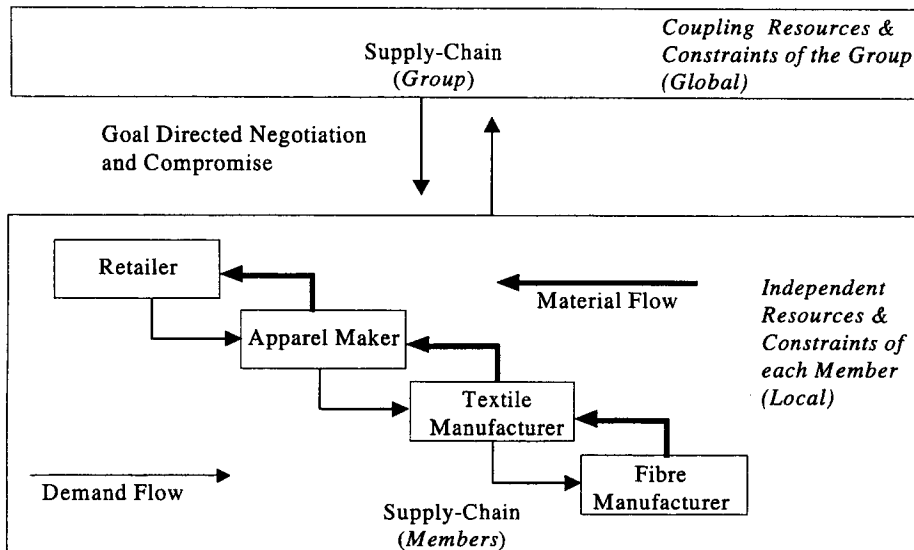 Supply-Chain
(Group)
Coupling Resources &
Constraints of the Group
(Global)
Goal Directed Negotiation
and Compromise
Retailer
Apparel Maker
Textile
Manufacturer
Fibre
Manufacturer
Material Flow
Independent
Resources &
Constraints of
each Member
(Local)
Demand Flow
Supply-Chain
(Members)